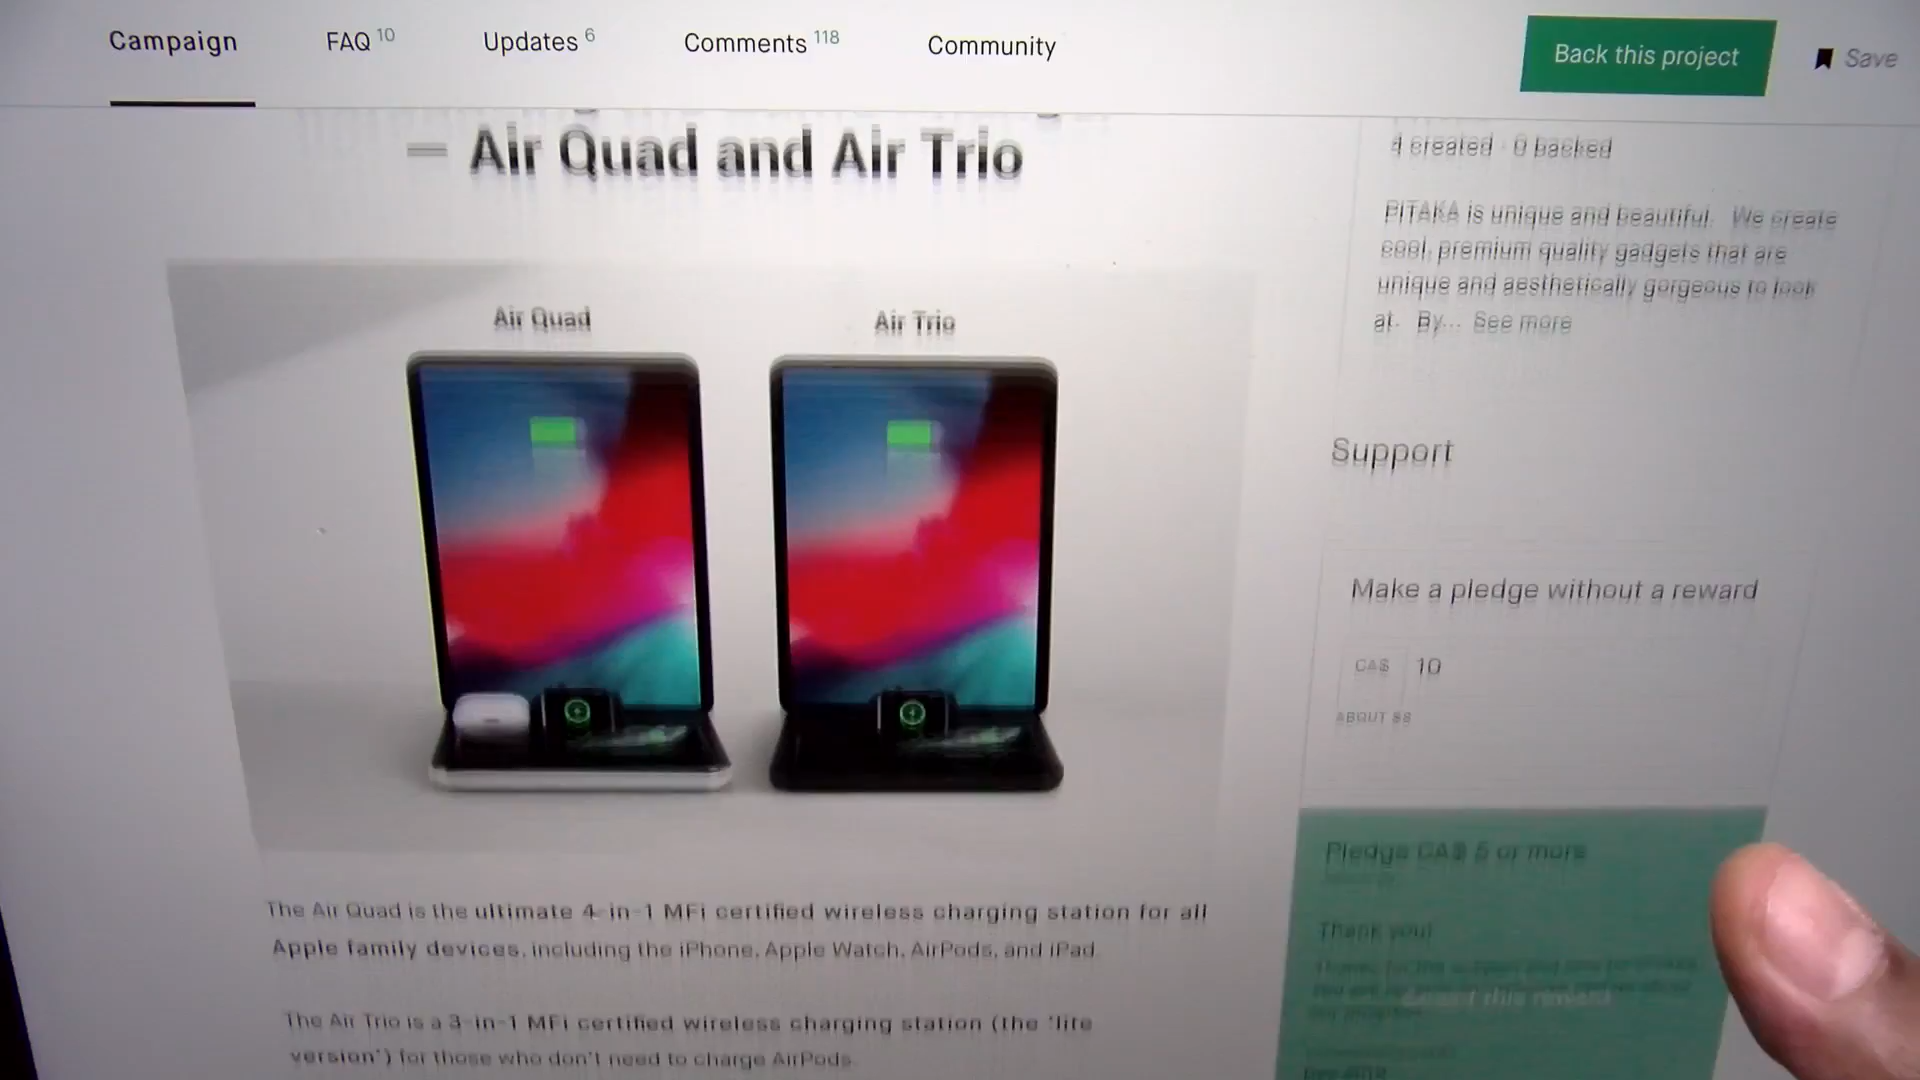 Campaign
FAQ 10
Updates 6
Comments 118
Community
Back this project
Save
— Air Quad and Air Trio
Air Quad
Air Trio
The Air Quad is the ultimate 4-in-1 MFi certified wireless charging station for all
Apple family devices, including the iPhone, Apple Watch, AirPods, and iPad.
The Air Trio is a 3-in-1 MFi certified wireless charging station (the 'lite
version') for those who don't need to charge AirPods.
4 created · 0 backed
PITAKA is unique and beautiful. We create
cool, premium quality gadgets that are
unique and aesthetically gorgeous to look
at. By... See more
Support
Make a pledge without a reward
CA$ 10
ABOUT $8
Pledge CA$ 5 or more
Thank you!
Select this reward